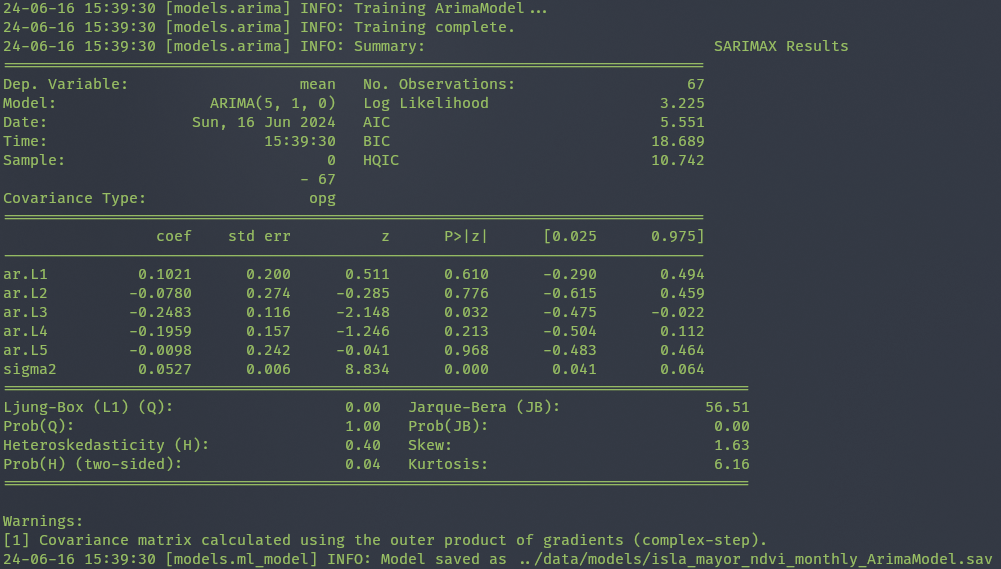 24-06-16 15:39:30 [models.arima] INFO: Training ArimaModel...
24-06-16 15:39:30 [models.arima] INFO: Training complete.
24-06-16 15:39:30 [models.arima] INFO: Summary:                                SARIMAX Results
==============================================================================
Dep. Variable:                   mean   No. Observations:                   67
Model:                 ARIMA(5, 1, 0)   Log Likelihood                   3.225
Date:                Sun, 16 Jun 2024   AIC                              5.551
Time:                        15:39:30   BIC                             18.689
Sample:                             0   HQIC                            10.742
                                 - 67
Covariance Type:                  opg
==============================================================================
                 coef    std err          z      P>|z|      [0.025      0.975]
------------------------------------------------------------------------------
ar.L1          0.1021      0.200      0.511      0.610      -0.290       0.494
ar.L2         -0.0780      0.274     -0.285      0.776      -0.615       0.459
ar.L3         -0.2483      0.116     -2.148      0.032      -0.475      -0.022
ar.L4         -0.1959      0.157     -1.246      0.213      -0.504       0.112
ar.L5         -0.0098      0.242     -0.041      0.968      -0.483       0.464
sigma2         0.0527      0.006      8.834      0.000       0.041       0.064
===================================================================================
Ljung-Box (L1) (Q):                   0.00   Jarque-Bera (JB):                56.51
Prob(Q):                              1.00   Prob(JB):                         0.00
Heteroskedasticity (H):               0.40   Skew:                             1.63
Prob(H) (two-sided):                  0.04   Kurtosis:                         6.16
===================================================================================
Warnings:
[1] Covariance matrix calculated using the outer product of gradients (complex-step).
24-06-16 15:39:30 [models.ml_model] INFO: Model saved as ../data/models/isla_mayor_ndvi_monthly_ArimaModel.sav